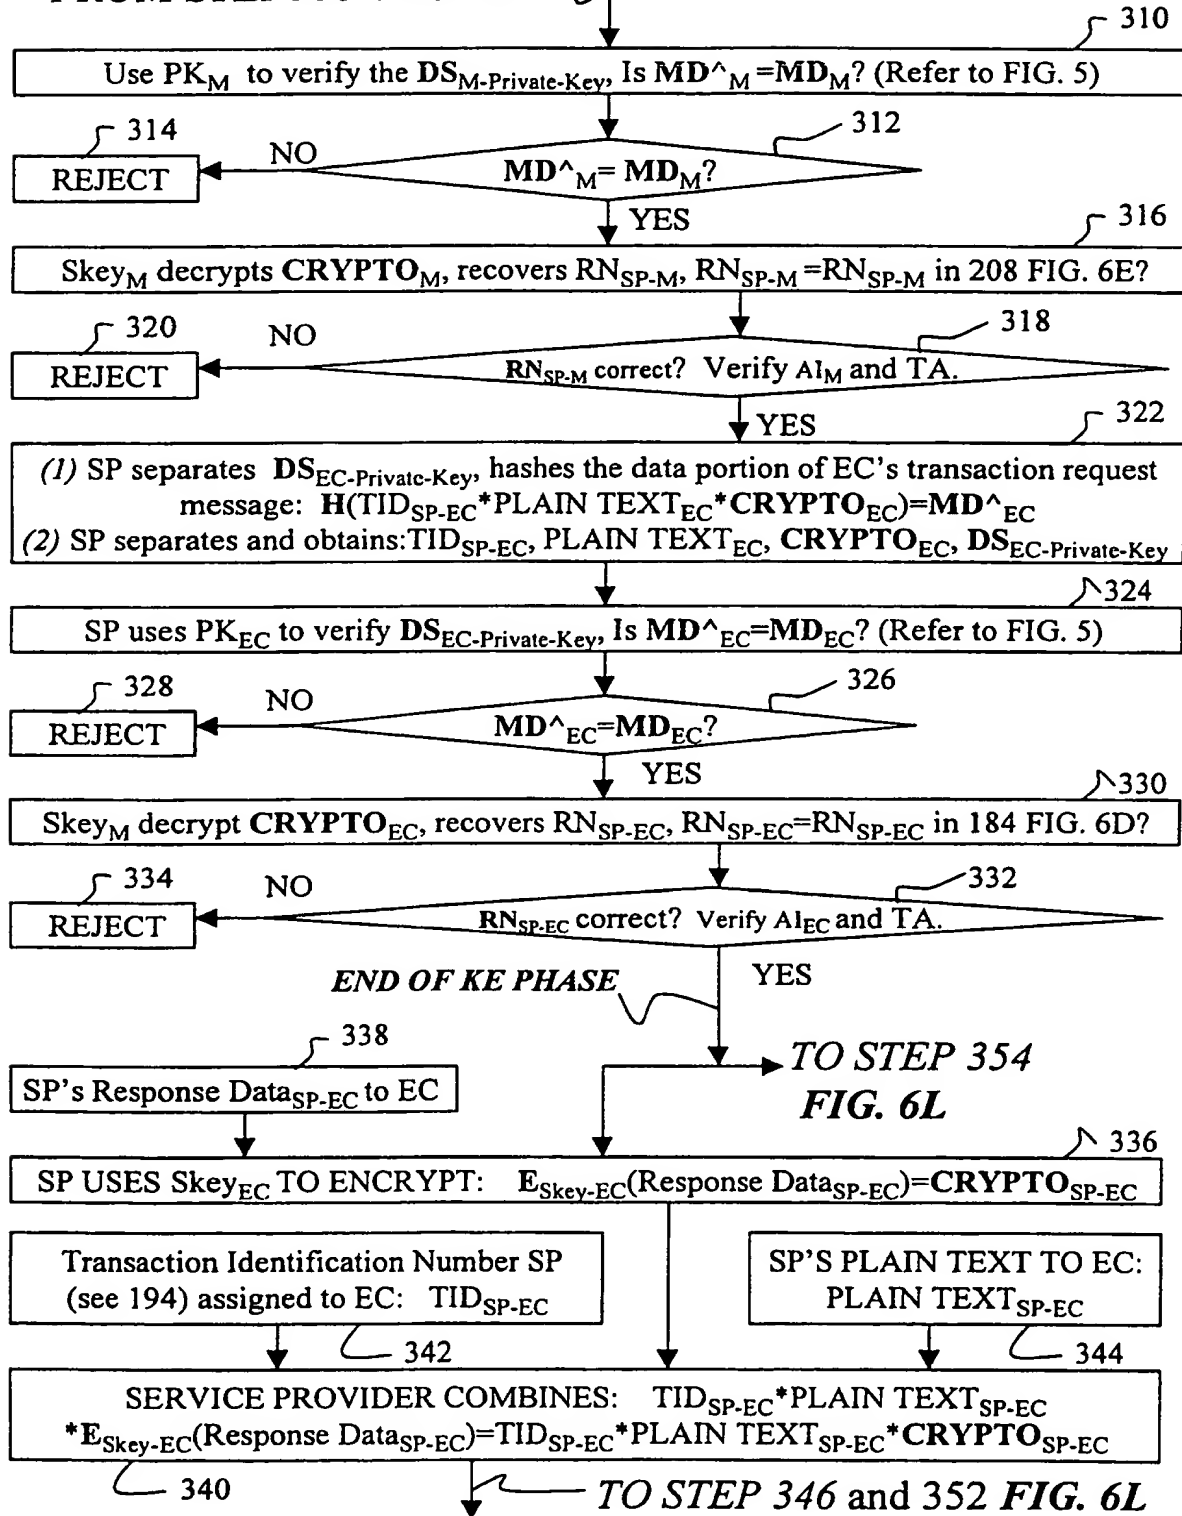 310
Use PK_M to verify the DS_M-Private-Key, Is MD^_M=MD_M? (Refer to FIG. 5)
314
NO
312
REJECT
MD^_M= MD_M?
YES
316
Skey_M decrypts CRYPTO_M, recovers RN_SP-M, RN_SP-M=RN_SP-M in 208 FIG. 6E?
320
NO
318
REJECT
RN_SP-M correct? Verify AI_M and TA.
YES
322
(1) SP separates DS_EC-Private-Key, hashes the data portion of EC's transaction request
message: H(TID_SP-EC*PLAIN TEXT_EC*CRYPTO_EC)=MD^_EC
(2) SP separates and obtains:TID_SP-EC, PLAIN TEXT_EC, CRYPTO_EC, DS_EC-Private-Key
324
SP uses PK_EC to verify DS_EC-Private-Key, Is MD^_EC=MD_EC? (Refer to FIG. 5)
328
NO
326
REJECT
MD^_EC=MD_EC?
YES
330
Skey_M decrypt CRYPTO_EC, recovers RN_SP-EC, RN_SP-EC=RN_SP-EC in 184 FIG. 6D?
334
NO
332
REJECT
RN_SP-EC correct? Verify AI_EC and TA.
END OF KE PHASE
YES
338
TO STEP 354
FIG. 6L
SP's Response Data_SP-EC to EC
336
SP USES Skey_EC TO ENCRYPT: E_Skey-EC(Response Data_SP-EC)=CRYPTO_SP-EC
Transaction Identification Number SP
(see 194) assigned to EC: TID_SP-EC
SP'S PLAIN TEXT TO EC:
PLAIN TEXT_SP-EC
342
344
SERVICE PROVIDER COMBINES: TID_SP-EC*PLAIN TEXT_SP-EC
*E_Skey-EC(Response Data_SP-EC)=TID_SP-EC*PLAIN TEXT_SP-EC*CRYPTO_SP-EC
340
TO STEP 346 and 352 FIG. 6L